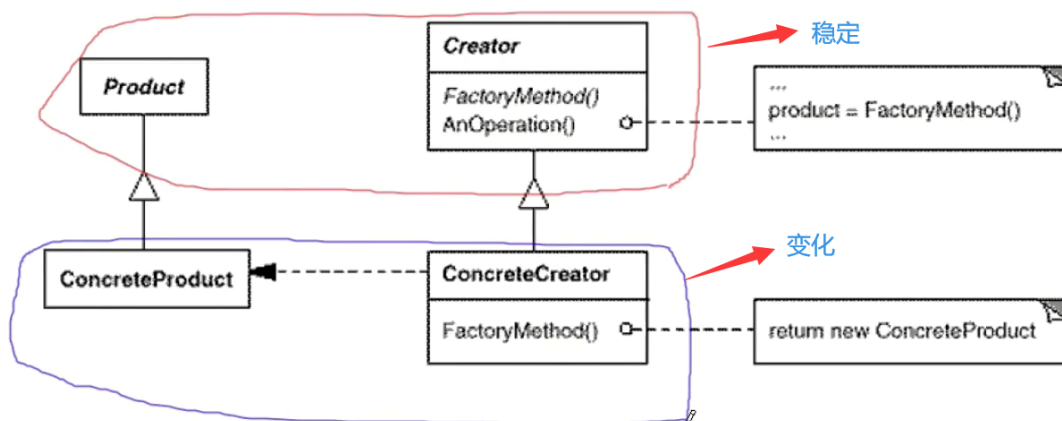 Creator
稳定
Product
FactoryMethod()
AnOperation()
...
product = FactoryMethod()
...
变化
ConcreteProduct
ConcreteCreator
FactoryMethod()
return new ConcreteProduct